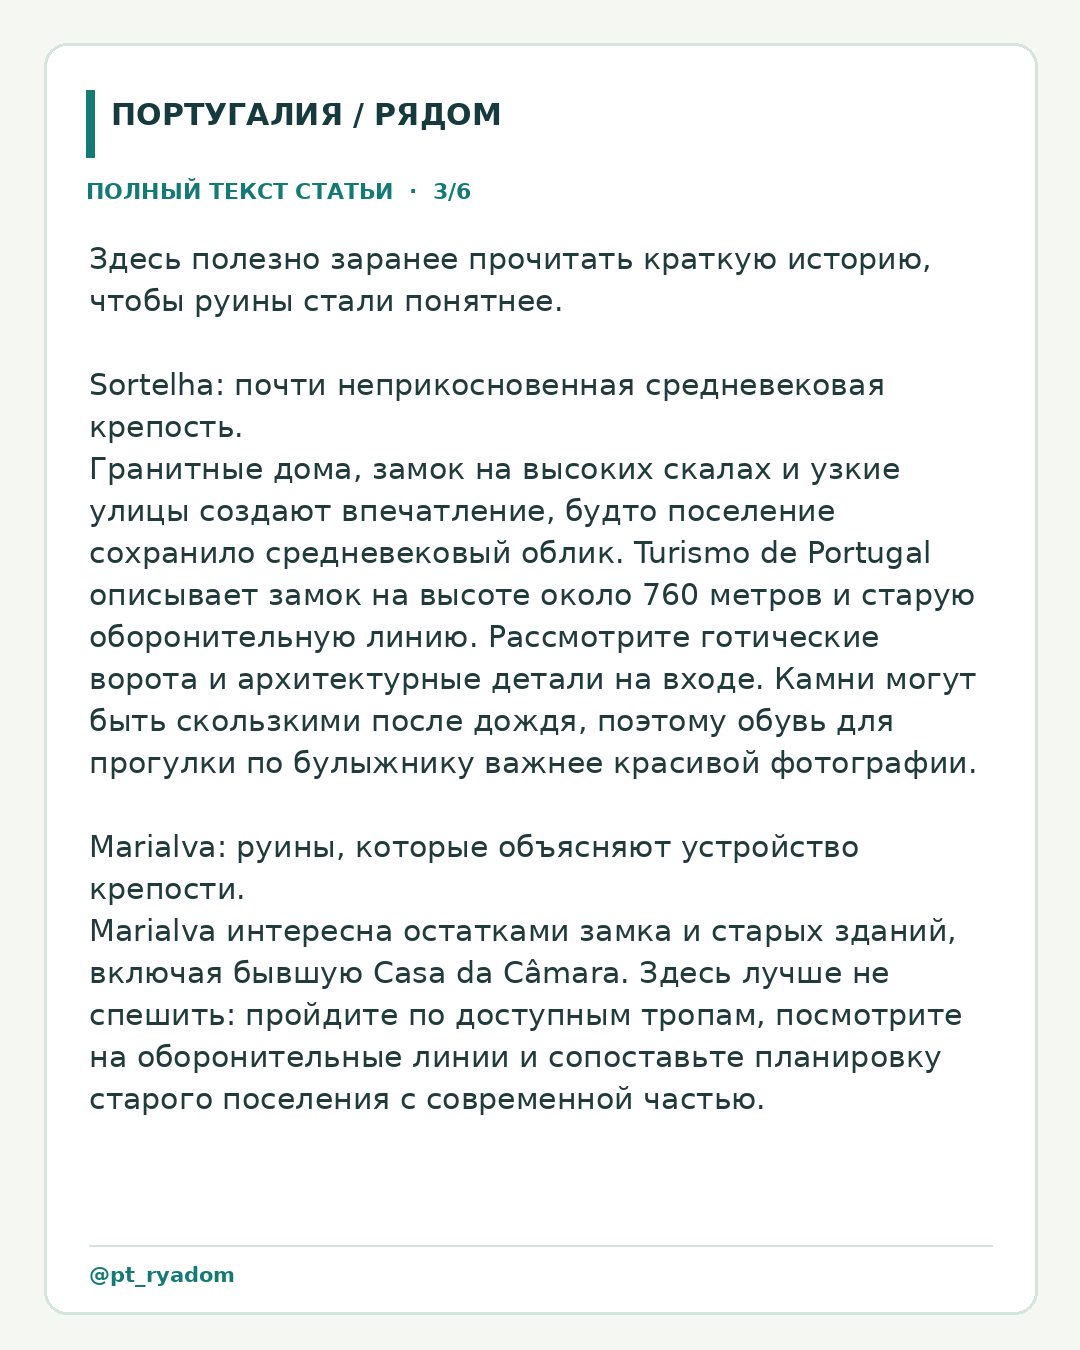 ПОРТУГАЛИЯ / РЯДОМ
ПОЛНЫЙ ТЕКСТ СТАТЬИ · 3/6
Здесь полезно заранее прочитать краткую историю,
чтобы руины стали понятнее.
Sortelha: почти неприкосновенная средневековая
крепость.
Гранитные дома, замок на высоких скалах и узкие
улицы создают впечатление, будто поселение
сохранило средневековый облик. Turismo de Portugal
описывает замок на высоте около 760 метров и старую
оборонительную линию. Рассмотрите готические
ворота и архитектурные детали на входе. Камни могут
быть скользкими после дождя, поэтому обувь для
прогулки по булыжнику важнее красивой фотографии.
Marialva: руины, которые объясняют устройство
крепости.
Marialva интересна остатками замка и старых зданий,
включая бывшую Casa da Câmara. Здесь лучше не
спешить: пройдите по доступным тропам, посмотрите
на оборонительные линии и сопоставьте планировку
старого поселения с современной частью.
@pt_ryadom